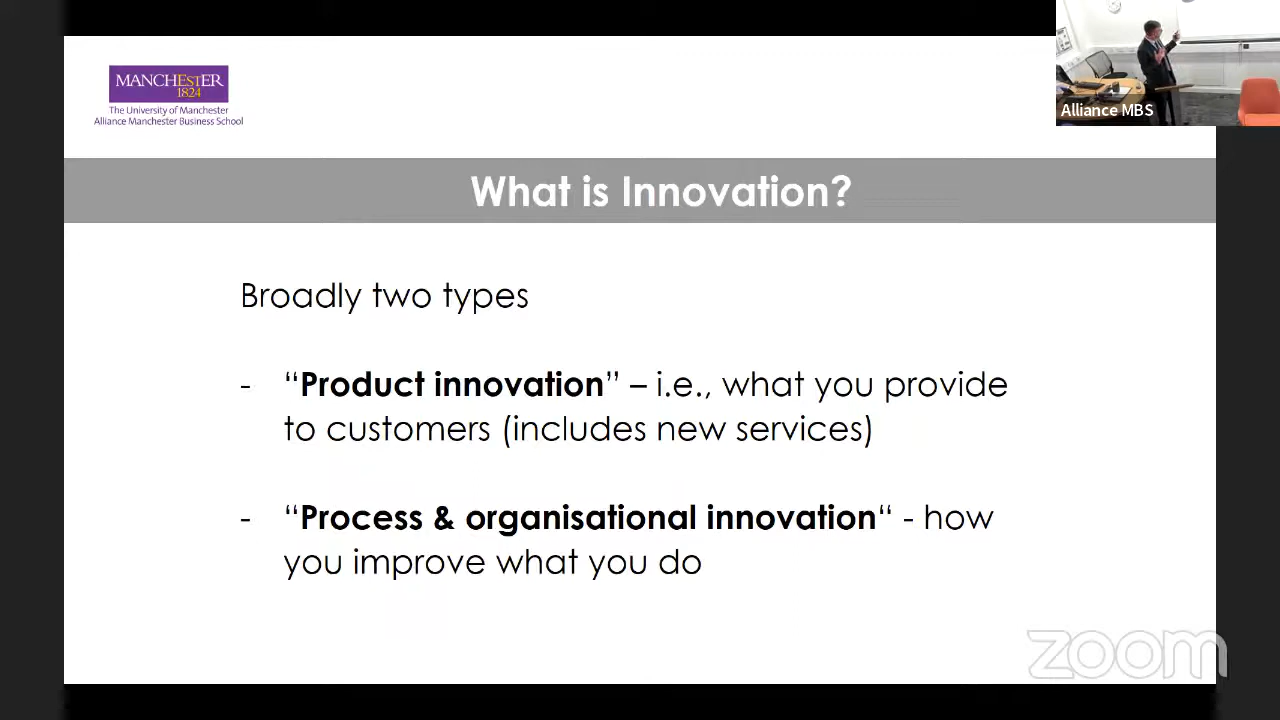 MANCHESTER
1824
The University of Manchester
Alliance Manchester Business School
Alliance MBS
What is Innovation?
Broadly two types
- “Product innovation” – i.e., what you provide
to customers (includes new services)
- “Process & organisational innovation“ - how
you improve what you do
zoom